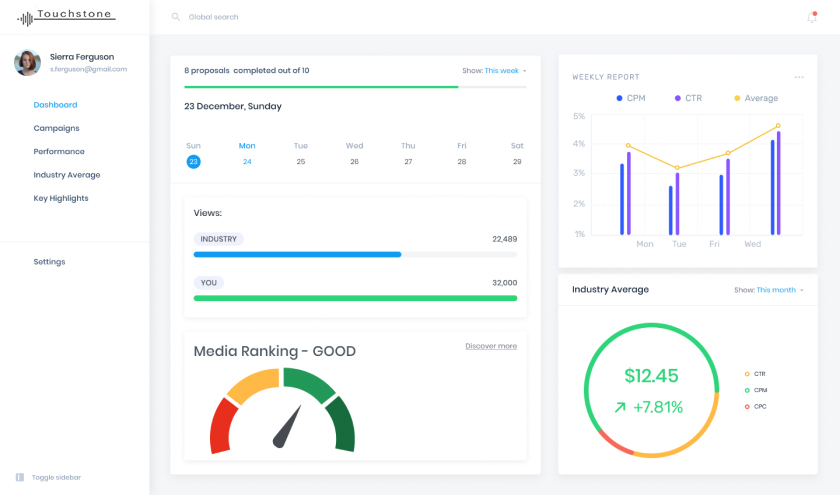 Touchstone
Global search
Sierra Ferguson
s.ferguson@gmail.com
Dashboard
Campaigns
Performance
Industry Average
Key Highlights
Settings
Toggle sidebar
8 proposals completed out of 10
Show: This week
23 December, Sunday
Sun Mon Tue Wed Thu Fri Sat
23 24 25 26 27 28 29
Views:
INDUSTRY 22,489
YOU 32,000
Media Ranking - GOOD
Discover more
WEEKLY REPORT
CPM CTR Average
5%
4%
3%
2%
1%
Mon Tue Fri Wed
Industry Average
Show: This month
$12.45
+7.81%
CTR
CPM
CPC